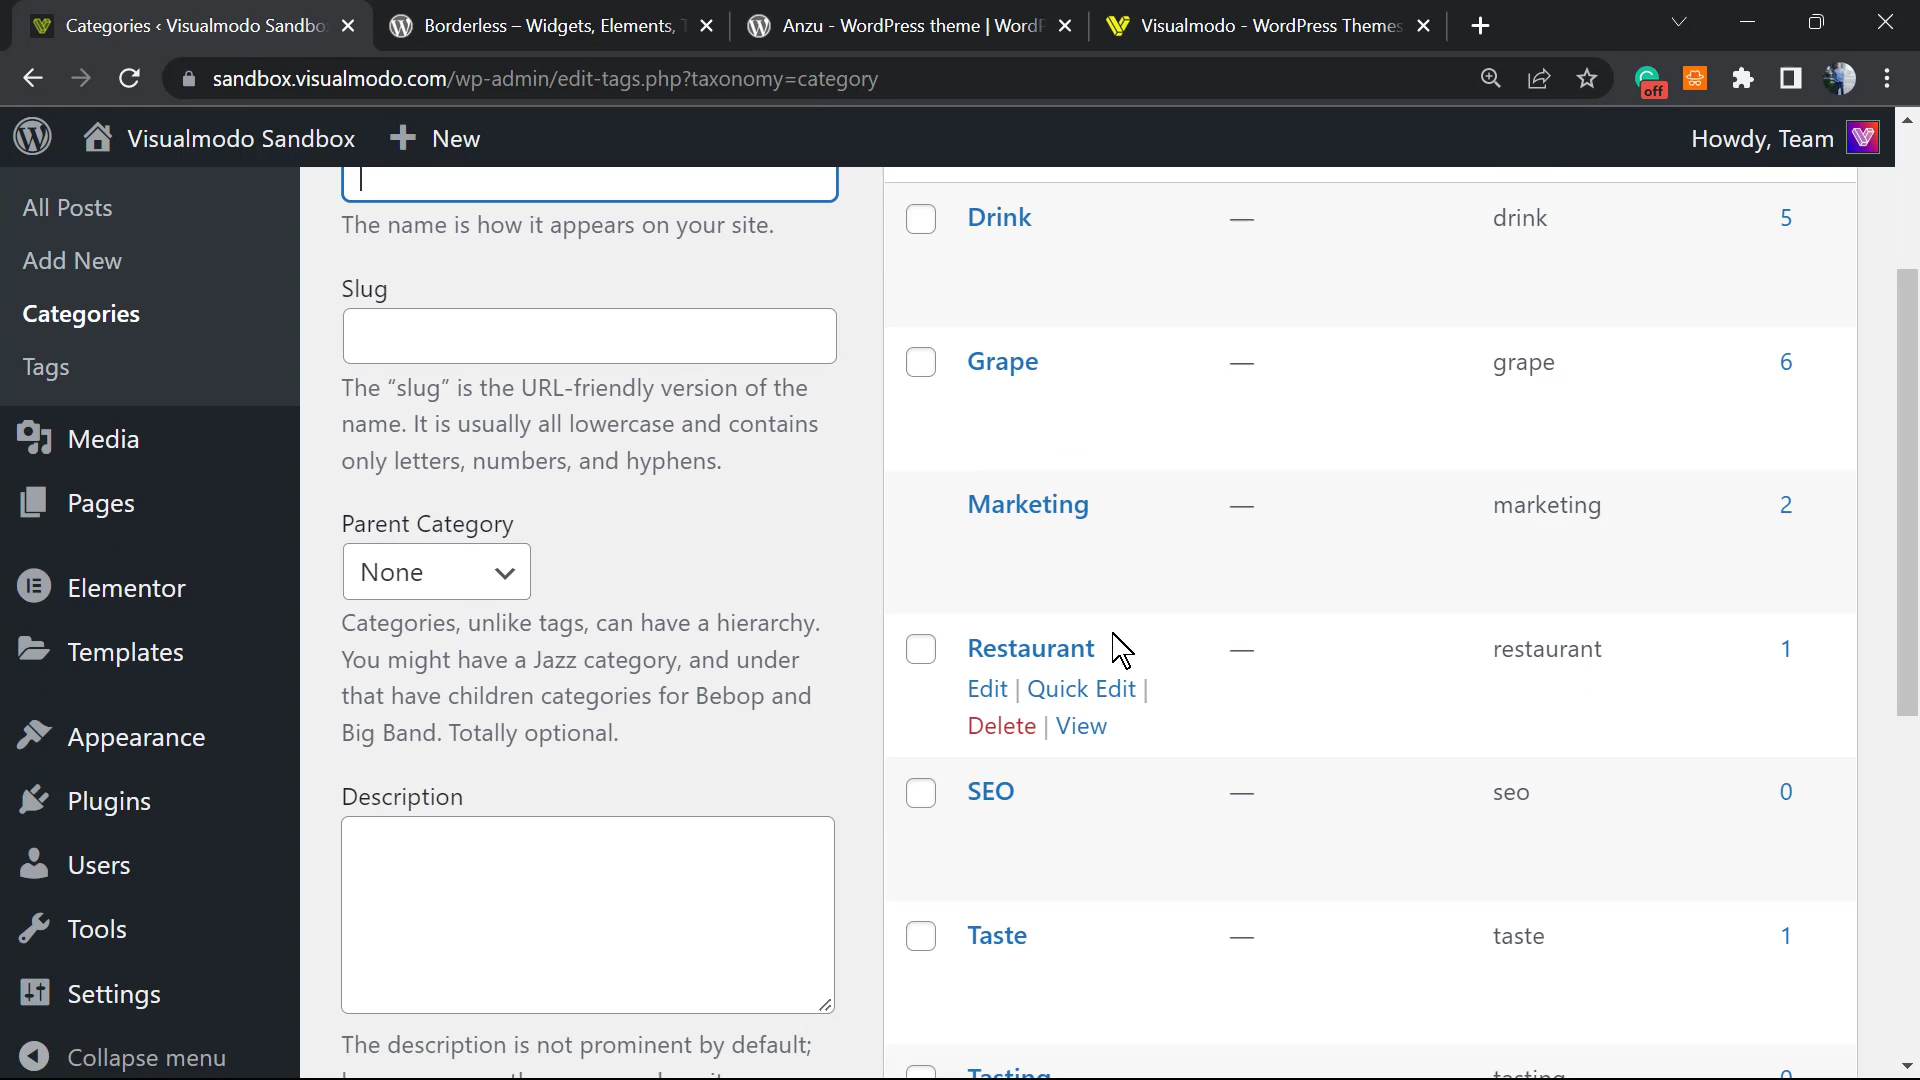 Categories ‹ Visualmodo Sandbo
Borderless – Widgets, Elements, T
Anzu - WordPress theme | WordP
Visualmodo - WordPress Themes
sandbox.visualmodo.com/wp-admin/edit-tags.php?taxonomy=category
off
Visualmodo Sandbox
New
Howdy, Team
All Posts
Add New
Categories
Tags
Media
Pages
Elementor
Templates
Appearance
Plugins
Users
Tools
Settings
Collapse menu
The name is how it appears on your site.
Slug
The “slug” is the URL-friendly version of the
name. It is usually all lowercase and contains
only letters, numbers, and hyphens.
Parent Category
None
Categories, unlike tags, can have a hierarchy.
You might have a Jazz category, and under
that have children categories for Bebop and
Big Band. Totally optional.
Description
The description is not prominent by default;
Drink — drink 5
Grape — grape 6
Marketing — marketing 2
Restaurant — restaurant 1
Edit | Quick Edit |
Delete | View
SEO — seo 0
Taste — taste 1
Tasting tasting 0